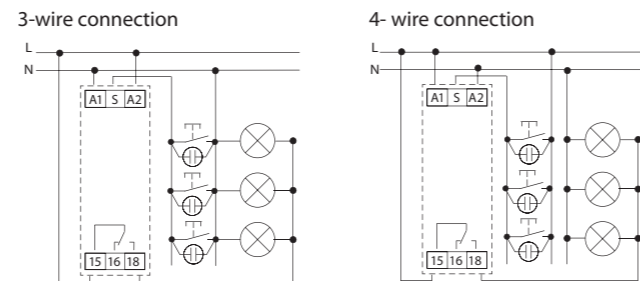 3-wire connection
L
N
A1 S A2
15 16 18
4- wire connection
L
N
A1 S A2
15 16 18